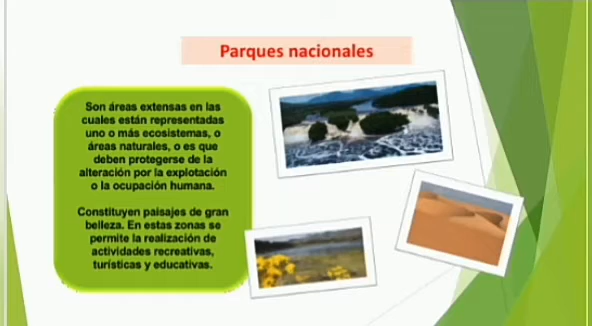 Parques nacionales
Son áreas extensas en las
cuales están representadas
uno o más ecosistemas, o
áreas naturales, o es que
deben protegerse de la
alteración por la explotación
o la ocupación humana.
Constituyen paisajes de gran
belleza. En estas zonas se
permite la realización de
actividades recreativas,
turísticas y educativas.